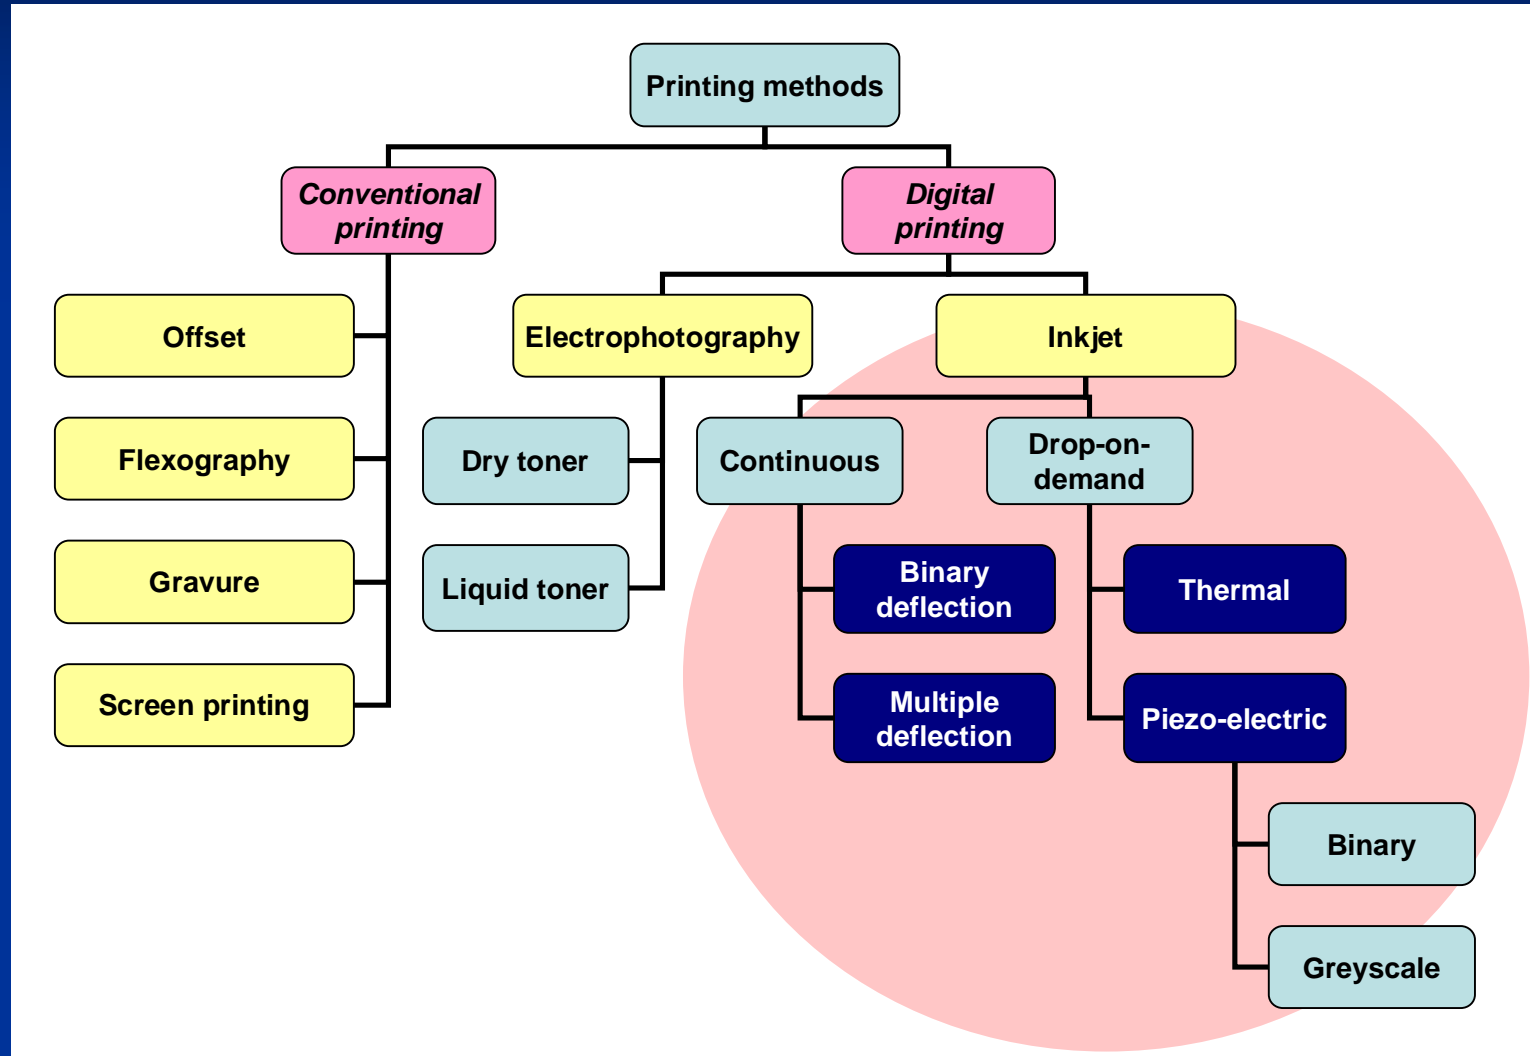 Printing methods
Conventional
printing
Digital
printing
Offset
Electrophotography
Inkjet
Flexography
Dry toner
Continuous
Drop-on-
demand
Gravure
Liquid toner
Binary
deflection
Thermal
Screen printing
Multiple
deflection
Piezo-electric
Binary
Greyscale